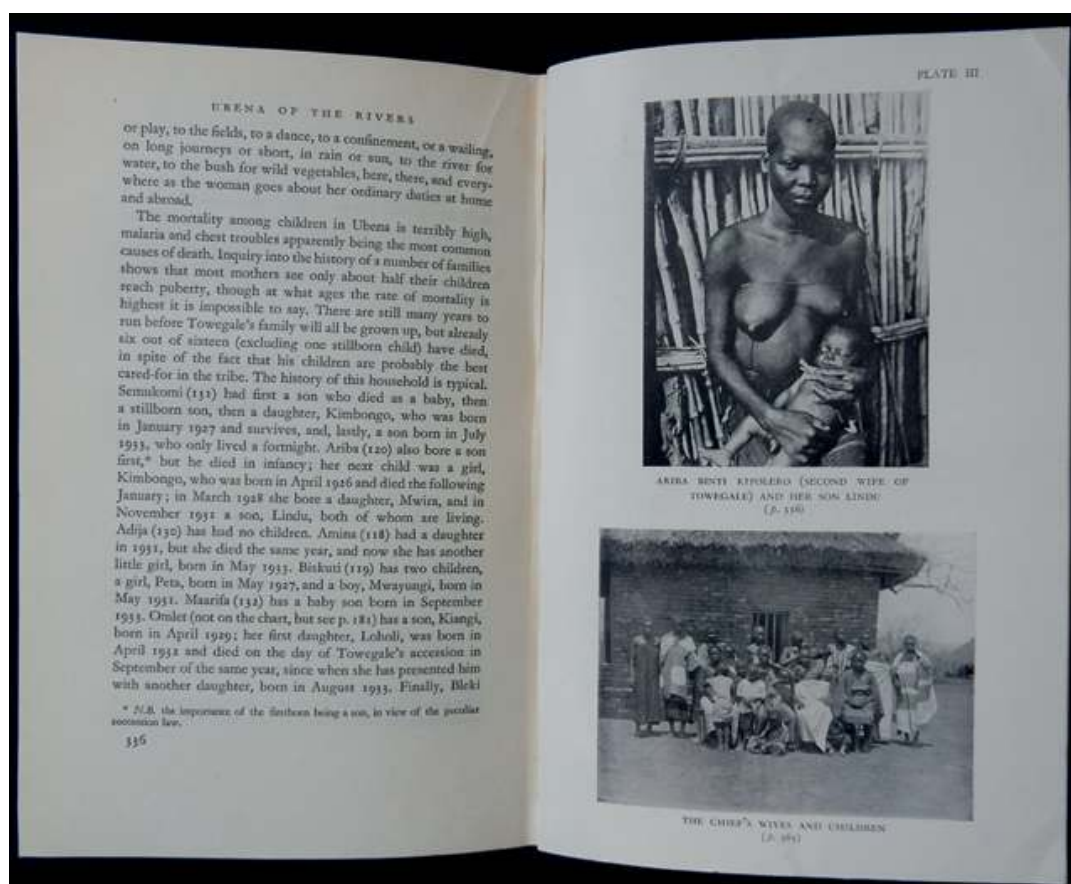 UBENA OF THE RIVERS
or play, to the fields, to a dance, to a confinement, or a wailing,
on long journeys or short, in rain or sun, to the river for
water, to the bush for wild vegetables, here, there, and every-
where as the woman goes about her ordinary duties at home
and abroad.
The mortality among children in Ubena is terribly high,
malaria and chest troubles apparently being the most common
causes of death. Inquiry into the history of a number of families
shows that most mothers see only about half their children
reach puberty, though at what ages the rate of mortality is
highest it is impossible to say. There are still many years to
run before Towegale's family will all be grown up, but already
six out of sixteen (excluding one stillborn child) have died,
in spite of the fact that his children are probably the best
cared-for in the tribe. The history of this household is typical.
Semukomi (131) had first a son who died as a baby, then
a stillborn son, then a daughter, Kimbongo, who was born
in January 1927 and survives, and, lastly, a son born in July
1933, who only lived a fortnight. Ariba (120) also bore a son
first,* but he died in infancy; her next child was a girl,
Kimbongo, who was born in April 1926 and died the following
January; in March 1928 she bore a daughter, Mwira, and in
November 1931 a son, Lindu, both of whom are living.
Adija (130) has had no children. Amina (118) had a daughter
in 1931, but she died the same year, and now she has another
little girl, born in May 1933. Biskuti (119) has two children,
a girl, Peta, born in May 1927, and a boy, Mwayungi, born in
May 1931. Maarifa (132) has a baby son born in September
1933. Omlet (not on the chart, but see p. 181) has a son, Kiangi,
born in April 1929; her first daughter, Loholi, was born in
April 1932 and died on the day of Towegale's accession in
September of the same year, since when she has presented him
with another daughter, born in August 1933. Finally, Bleki
* N.B. the importance of the firstborn being a son, in view of the peculiar
succession law.
336
PLATE III
ARIBA BINTI KIPOLERO (SECOND WIFE OF
TOWEGALE) AND HER SON LINDU
(p. 336)
THE CHIEF'S WIVES AND CHILDREN
(p.